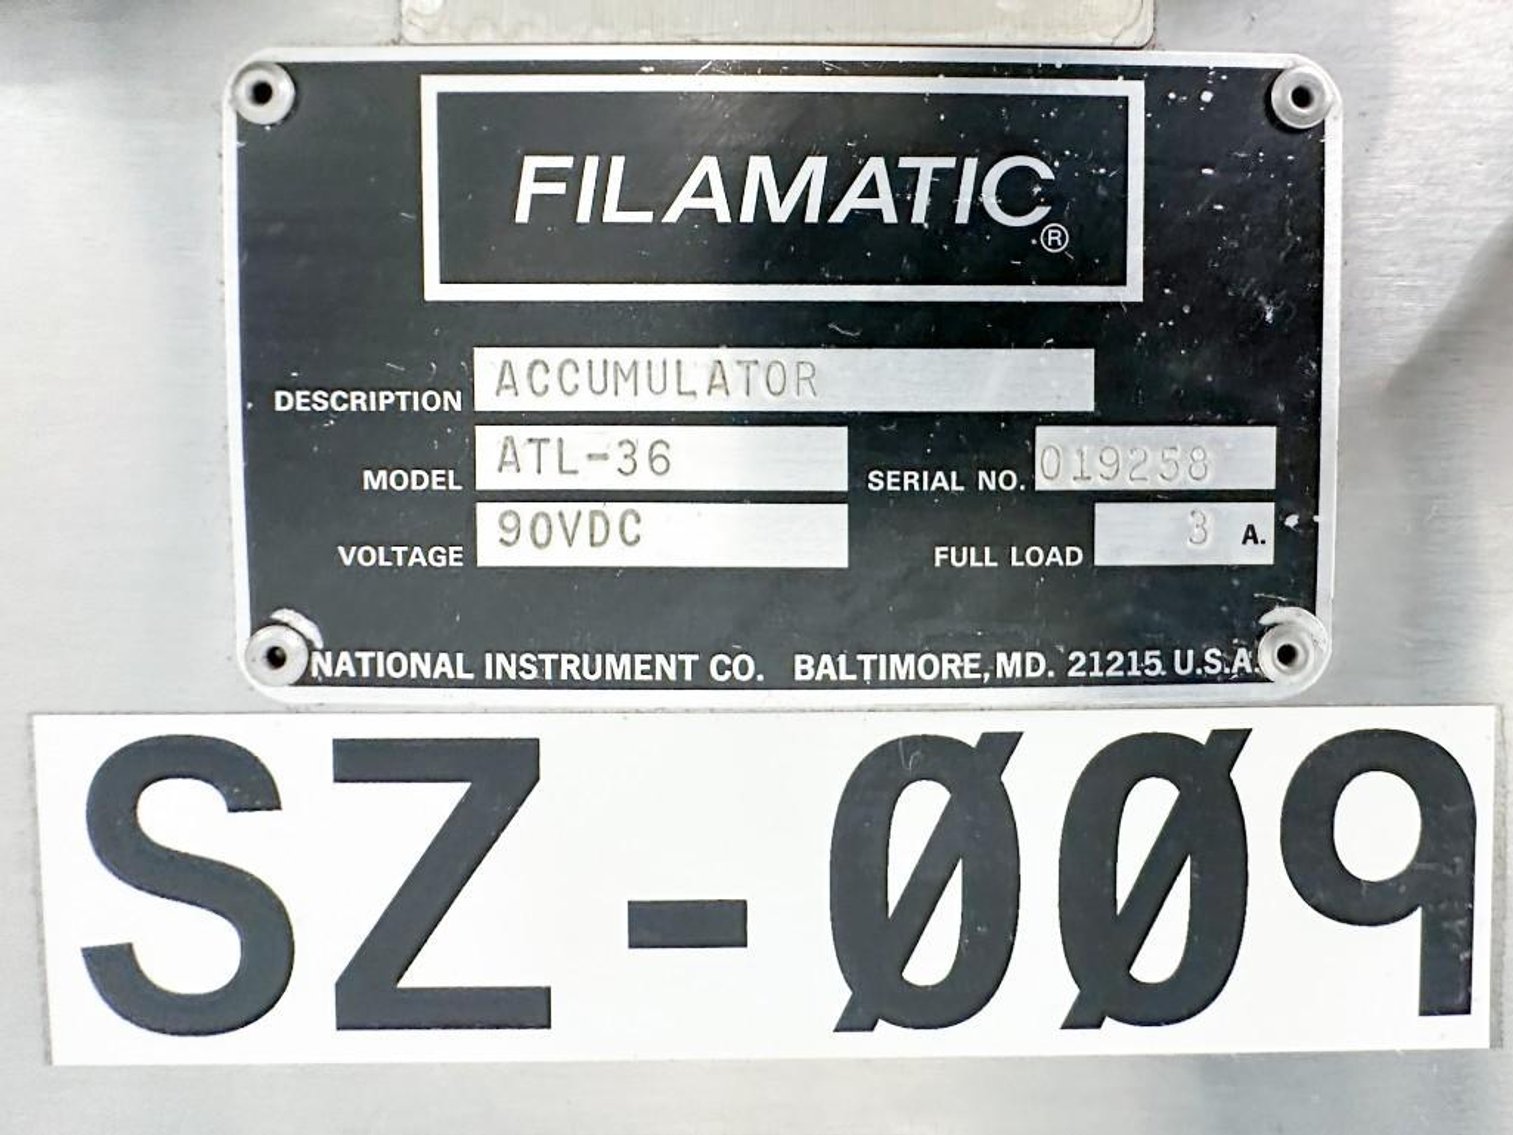 FILAMATIC®
DESCRIPTION ACCUMULATOR
MODEL ATL-36 SERIAL NO. 019258
VOLTAGE 90VDC FULL LOAD 3 A.
NATIONAL INSTRUMENT CO. BALTIMORE, MD. 21215 U.S.A.
SZ-009